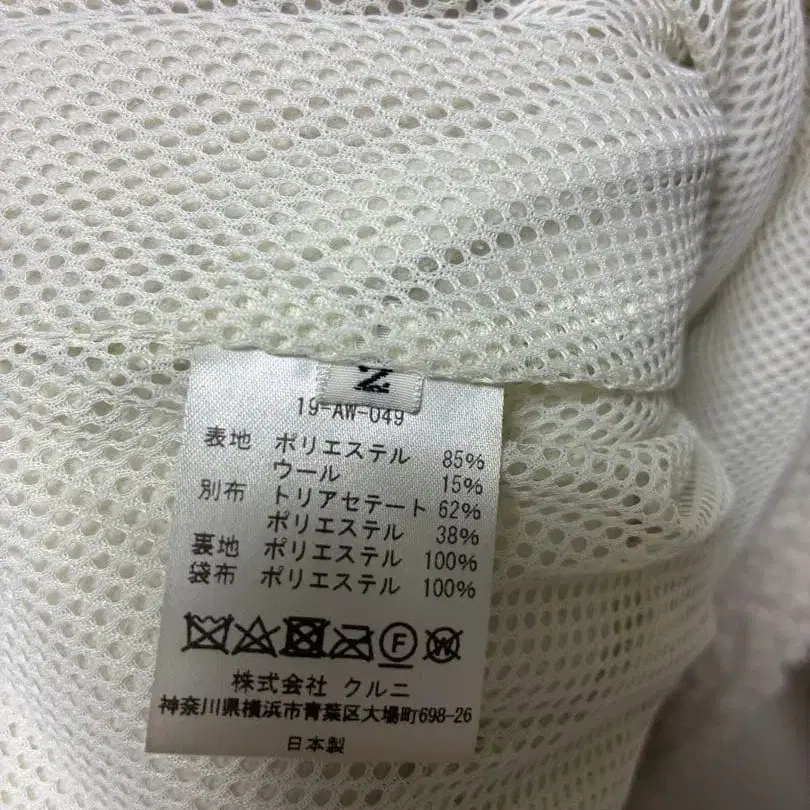 N
19-AW-049
表地 ポリエステル 85%
ウール 15%
別布 トリアセテート 62%
ポリエステル 38%
裏地 ポリエステル 100%
袋布 ポリエステル 100%
F W
株式会社 クルニ
神奈川県横浜市青葉区大場町698-26
日本製